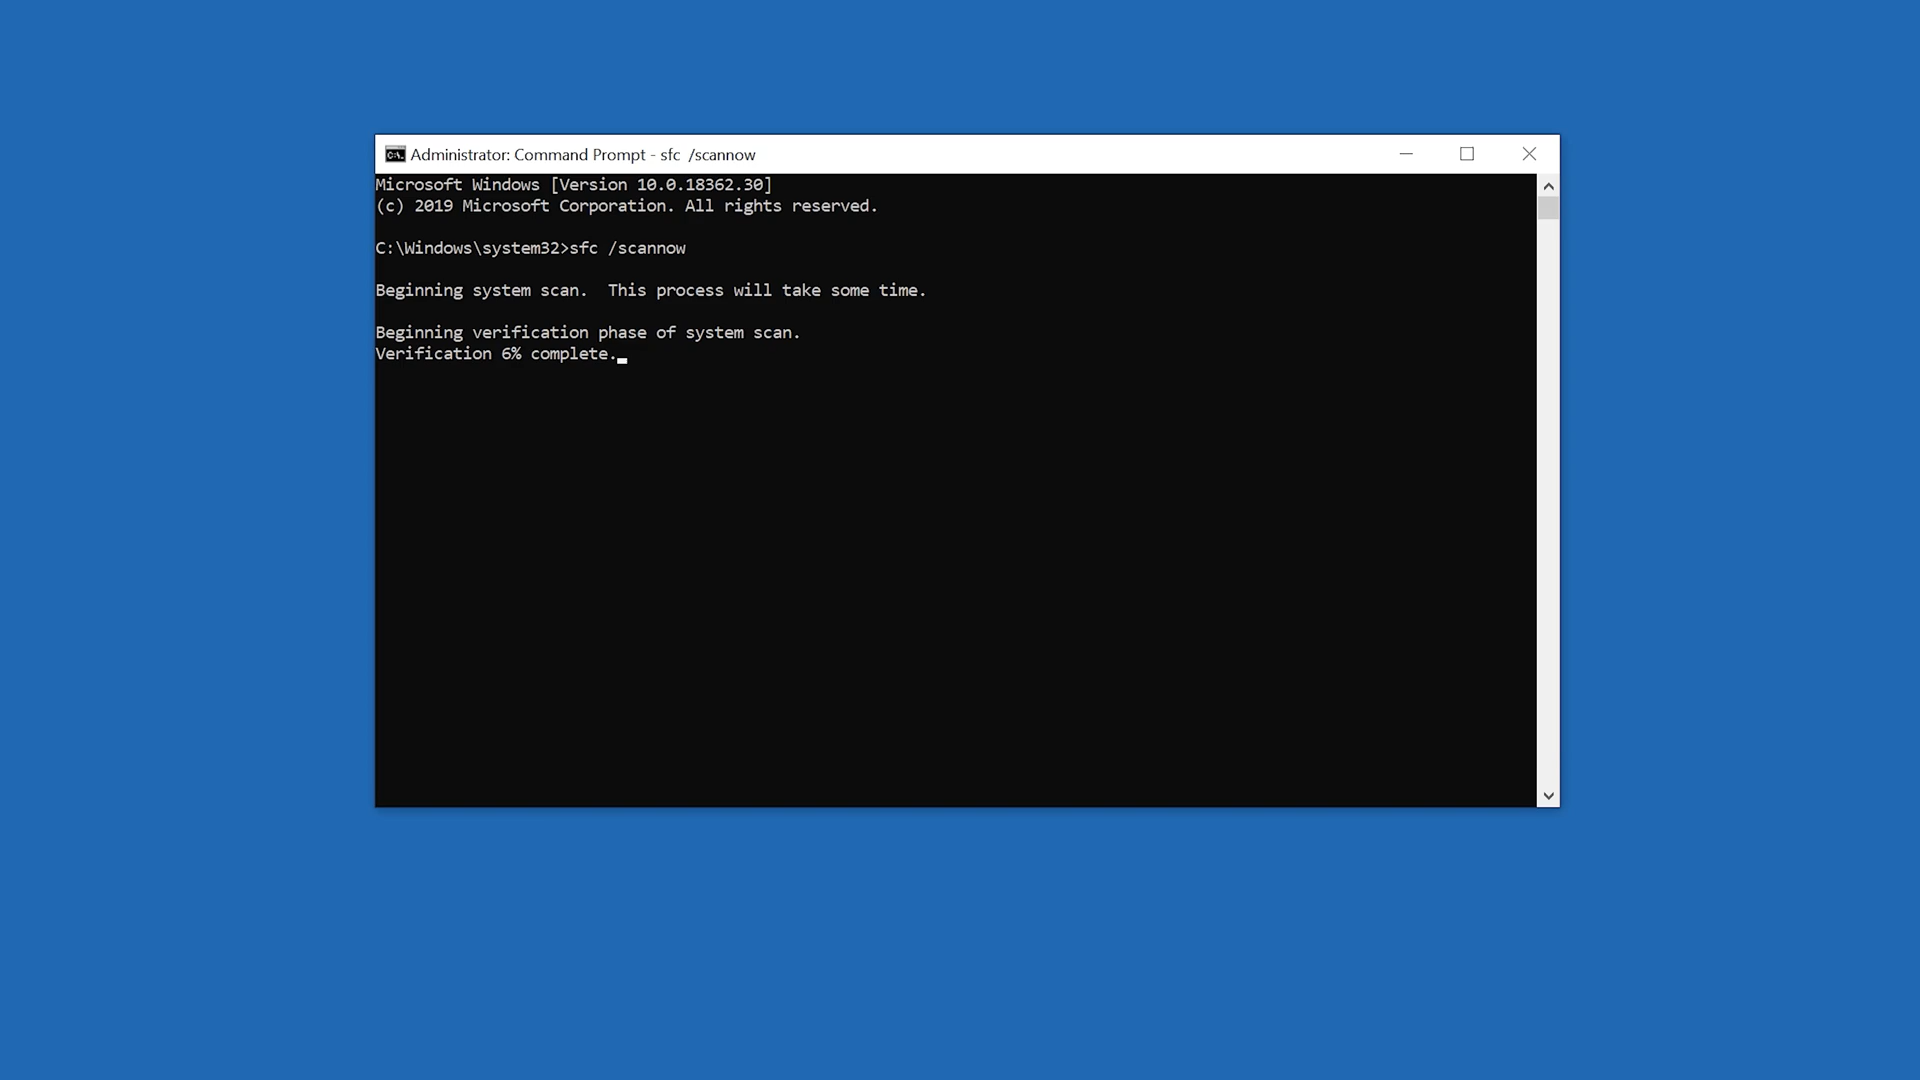 Administrator: Command Prompt - sfc  /scannow
Microsoft Windows [Version 10.0.18362.30]
(c) 2019 Microsoft Corporation. All rights reserved.
C:\Windows\system32>sfc /scannow
Beginning system scan.  This process will take some time.
Beginning verification phase of system scan.
Verification 6% complete.